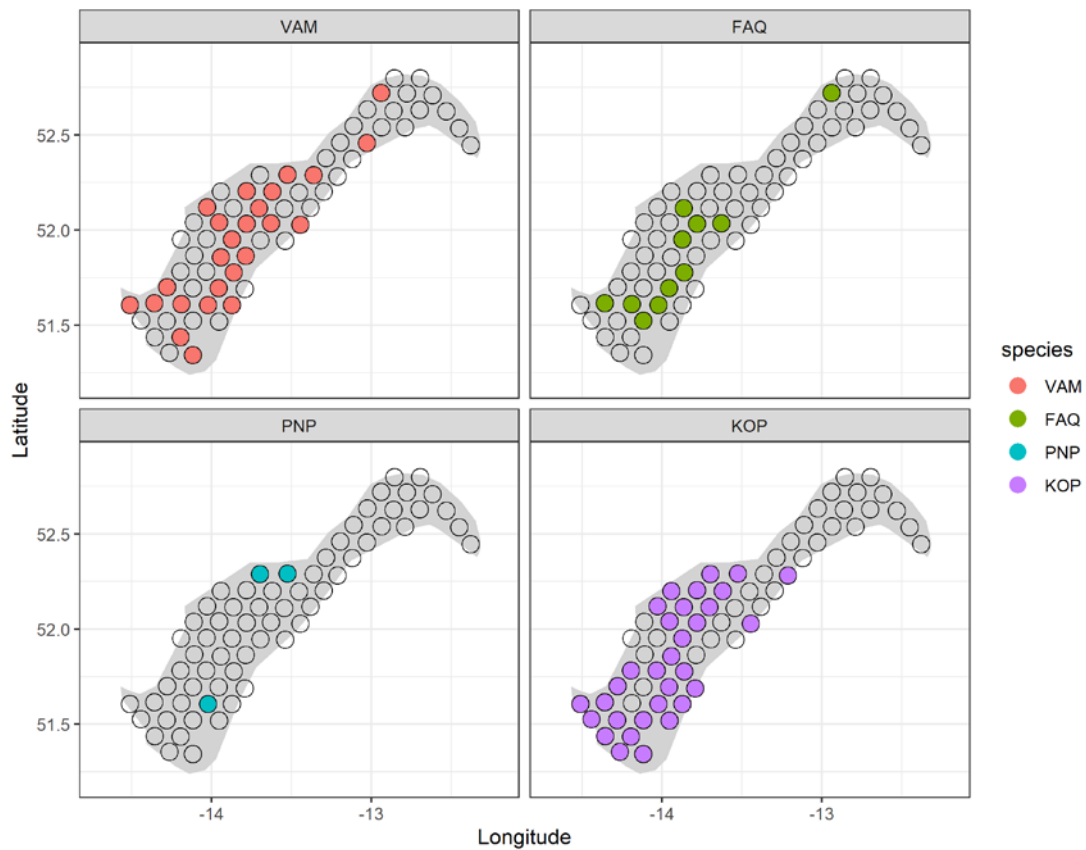 VAM
FAQ
52.5
52.0
51.5
species
VAM
FAQ
PNP
KOP
Latitude
PNP
KOP
52.5
52.0
51.5
-14
-13
-14
-13
Longitude